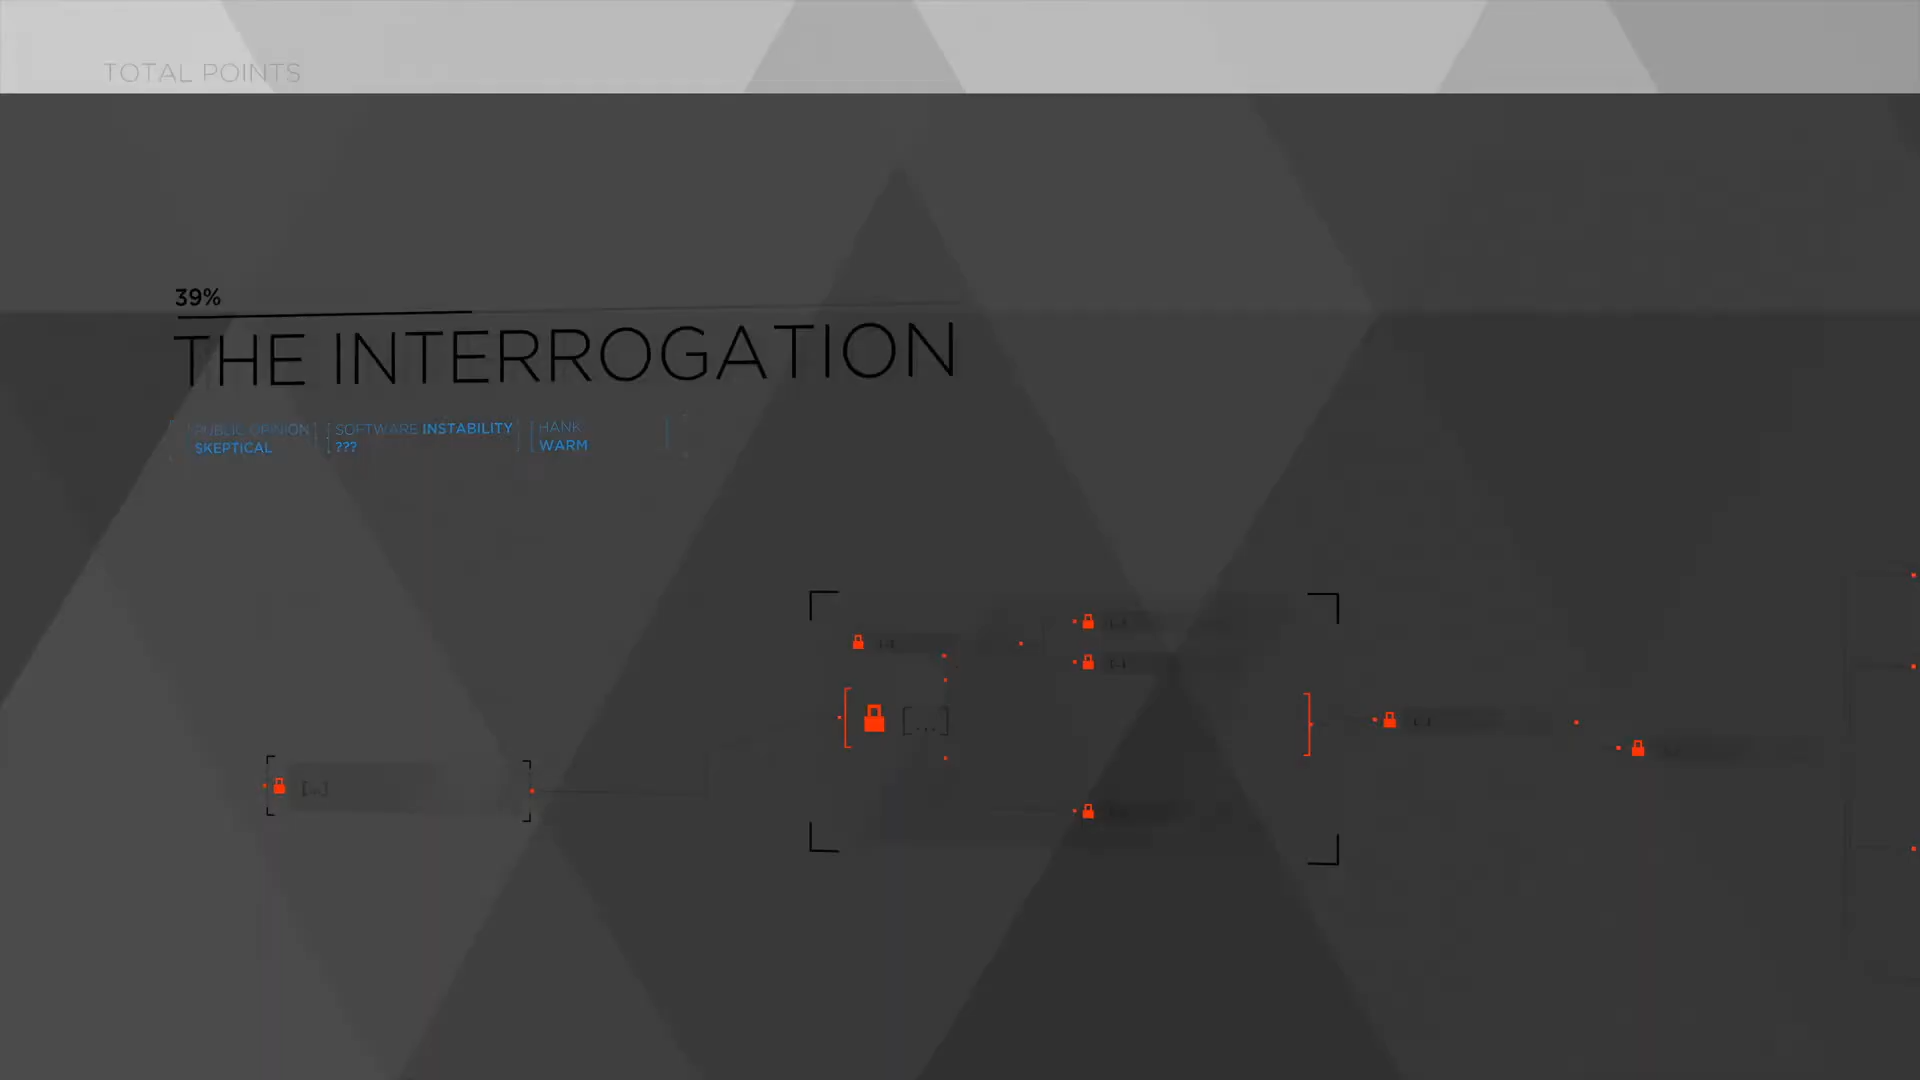 TOTAL POINTS
39%
THE INTERROGATION
PUBLIC OPINION
SKEPTICAL
SOFTWARE INSTABILITY
???
HANK
WARM
[...]
[...]
[...]
[...]
[...]
[...]